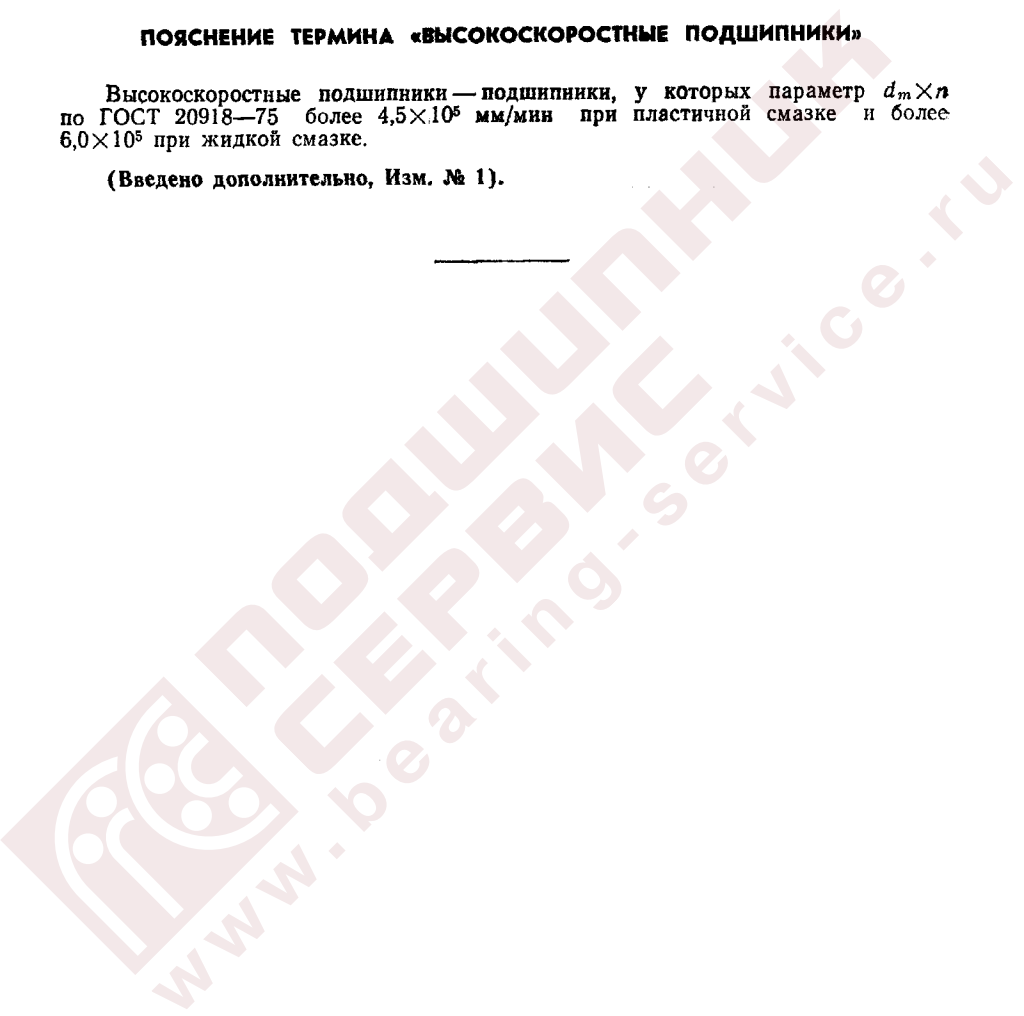 ПОЯСНЕНИЕ ТЕРМИНА «ВЫСОКОСКОРОСТНЫЕ ПОДШИПНИКИ»
Высокоскоростные подшипники — подшипники, у которых параметр dₘ×n
по ГОСТ 20918—75 более 4,5×10⁵ мм/мин при пластичной смазке и более
6,0×10⁵ при жидкой смазке.
(Введено дополнительно, Изм. № 1).
ПОДШИПНИК
СЕРВИС
www.bearing-service.ru